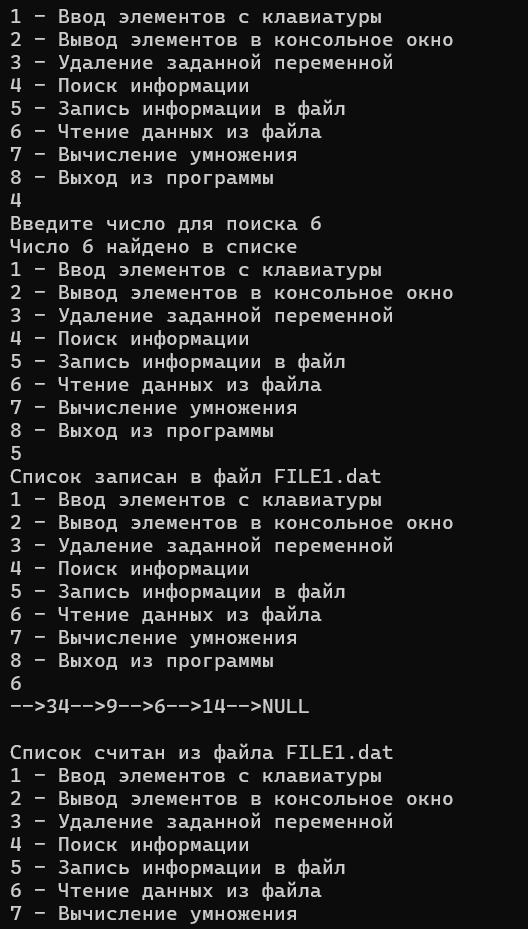 1 - Ввод элементов с клавиатуры
2 - Вывод элементов в консольное окно
3 - Удаление заданной переменной
4 - Поиск информации
5 - Запись информации в файл
6 - Чтение данных из файла
7 - Вычисление умножения
8 - Выход из программы
4
Введите число для поиска 6
Число 6 найдено в списке
1 - Ввод элементов с клавиатуры
2 - Вывод элементов в консольное окно
3 - Удаление заданной переменной
4 - Поиск информации
5 - Запись информации в файл
6 - Чтение данных из файла
7 - Вычисление умножения
8 - Выход из программы
5
Список записан в файл FILE1.dat
1 - Ввод элементов с клавиатуры
2 - Вывод элементов в консольное окно
3 - Удаление заданной переменной
4 - Поиск информации
5 - Запись информации в файл
6 - Чтение данных из файла
7 - Вычисление умножения
8 - Выход из программы
6
-->34-->9-->6-->14-->NULL
Список считан из файла FILE1.dat
1 - Ввод элементов с клавиатуры
2 - Вывод элементов в консольное окно
3 - Удаление заданной переменной
4 - Поиск информации
5 - Запись информации в файл
6 - Чтение данных из файла
7 - Вычисление умножения